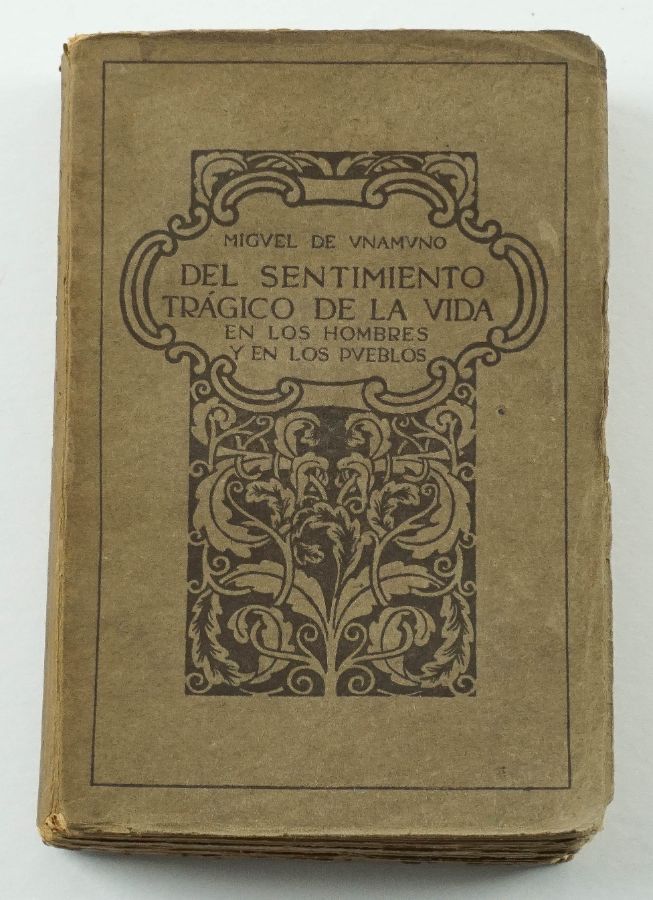 MIGVEL DE VNAMVNO
DEL SENTIMIENTO
TRÁGICO DE LA VIDA
EN LOS HOMBRES
Y EN LOS PVEBLOS